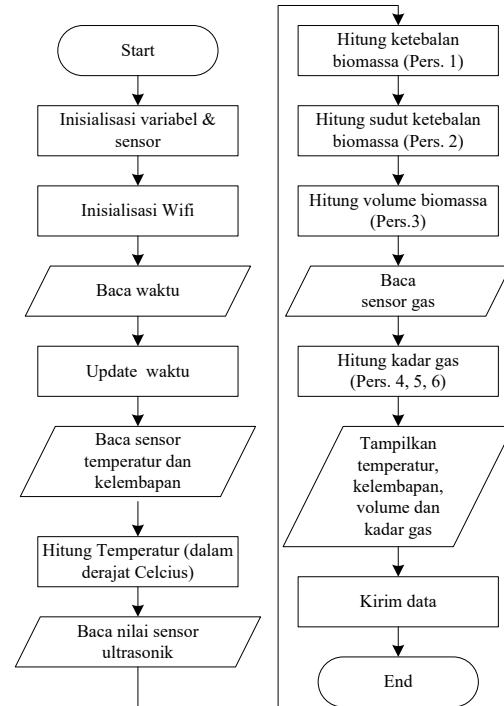 Start
Inisialisasi variabel &
sensor
Inisialisasi Wifi
Baca waktu
Update waktu
Baca sensor
temperatur dan
kelembapan
Hitung Temperatur (dalam
derajat Celcius)
Baca nilai sensor
ultrasonik
Hitung ketebalan
biomassa (Pers. 1)
Hitung sudut ketebalan
biomassa (Pers. 2)
Hitung volume biomassa
(Pers.3)
Baca
sensor gas
Hitung kadar gas
(Pers. 4, 5, 6)
Tampilkan
temperatur,
kelembapan,
volume dan
kadar gas
Kirim data
End